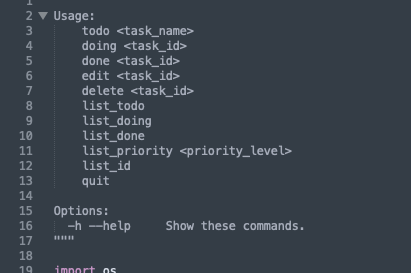 1
2 Usage:
3 todo <task_name>
4 doing <task_id>
5 done <task_id>
6 edit <task_id>
7 delete <task_id>
8 list_todo
9 list_doing
10 list_done
11 list_priority <priority_level>
12 list_id
13 quit
14
15 Options:
16 -h --help Show these commands.
17 """
18
19 import os